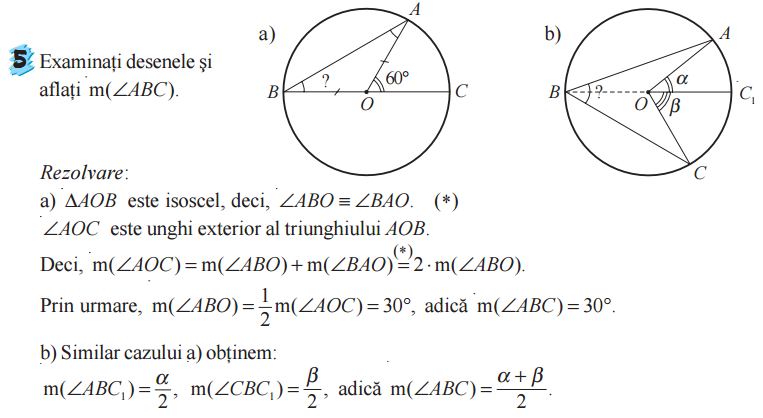 5 Examinați desenele și
aflați m(∠ABC).
a)
A
B
?
60°
O
C
b)
A
B
?
α
O
β
C₁
C
Rezolvare:
a) ΔAOB este isoscel, deci, ∠ABO ≡ ∠BAO. (*)
∠AOC este unghi exterior al triunghiului AOB.
Deci, m(∠AOC) = m(∠ABO) + m(∠BAO) (*)= 2 · m(∠ABO).
Prin urmare, m(∠ABO) = 1/2 m(∠AOC) = 30°, adică m(∠ABC) = 30°.
b) Similar cazului a) obținem:
m(∠ABC₁) = α/2, m(∠CBC₁) = β/2, adică m(∠ABC) = (α + β)/2.